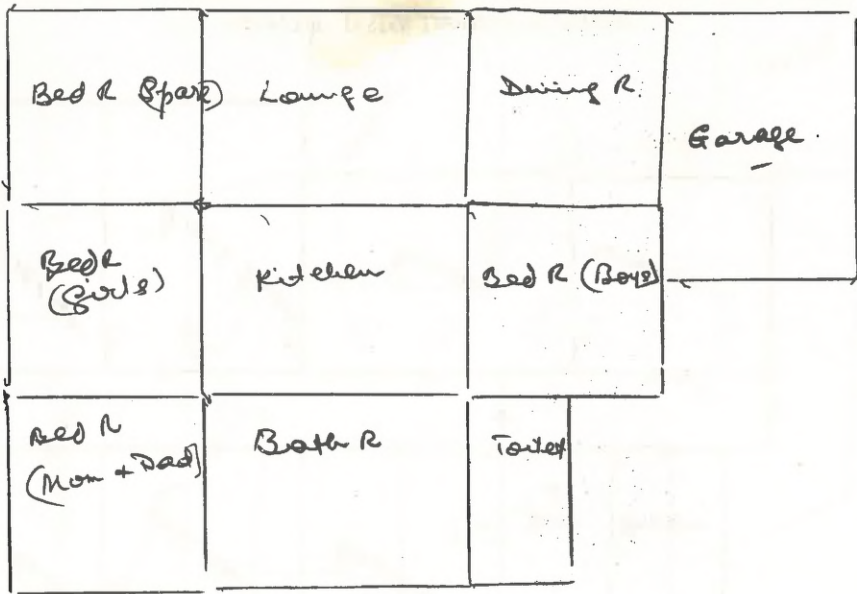 Bed R (Spare)
Lounge
Dining R.
Garage.
Bed R
(Girls)
Kitchen
Bed R (Boys)
Bed R
(Mom + Dad)
Bath R
Toilet